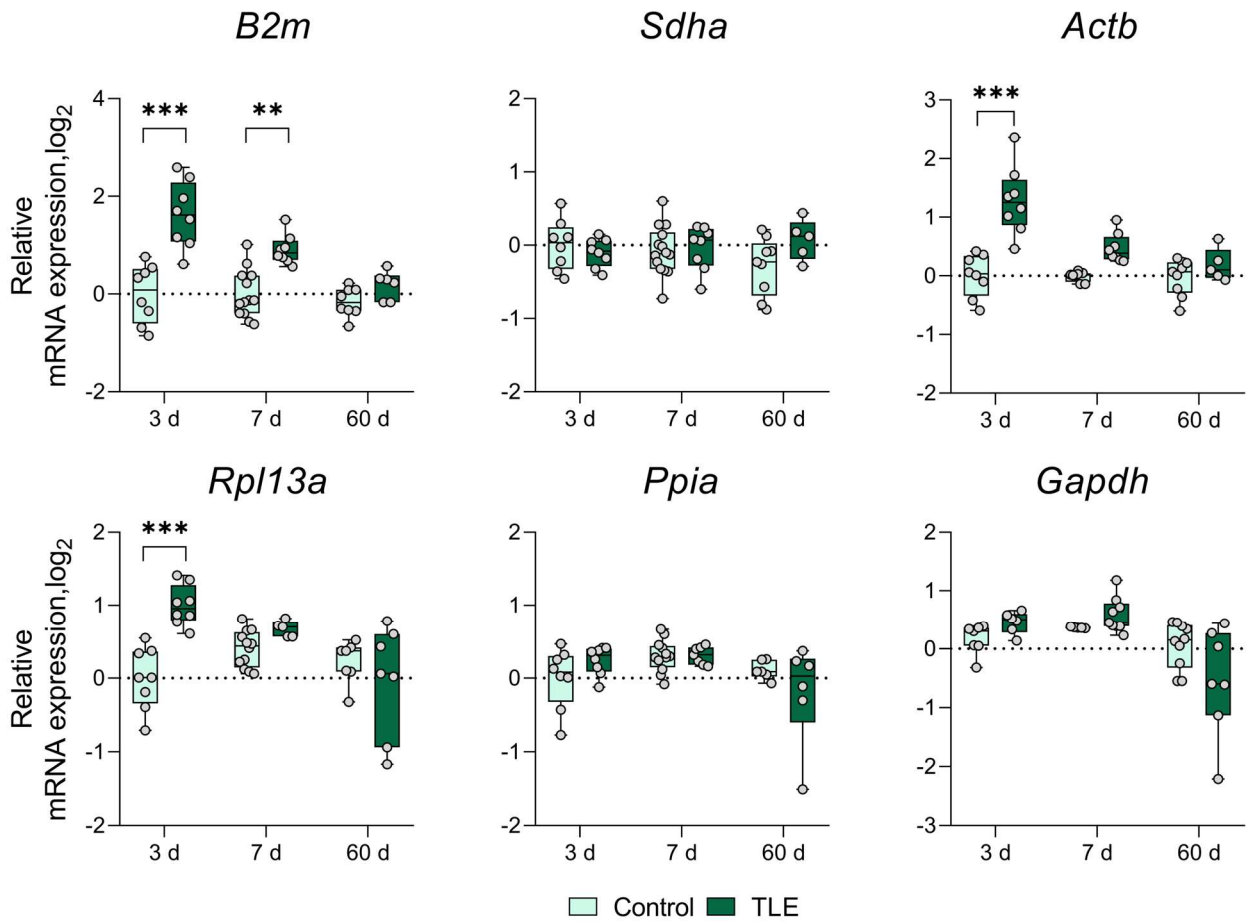 B2m
Sdha
Actb
Relative
mRNA expression,log2
4
2
0
-2
***
**
3 d
7 d
60 d
2
1
0
-1
-2
3 d
7 d
60 d
3
2
1
0
-1
-2
***
3 d
7 d
60 d
Rpl13a
Ppia
Gapdh
Relative
mRNA expression,log2
2
1
0
-1
-2
***
3 d
7 d
60 d
2
1
0
-1
-2
3 d
7 d
60 d
2
1
0
-1
-2
-3
3 d
7 d
60 d
Control
TLE